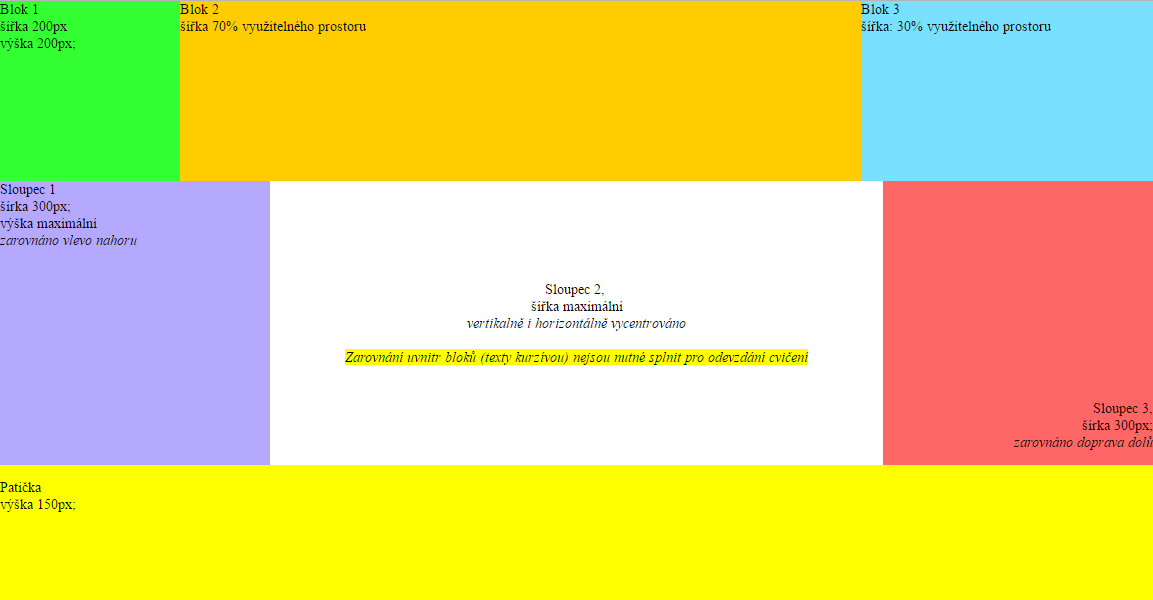 Blok 1
šířka 200px
výška 200px;
Blok 2
šířka 70% využitelného prostoru
Blok 3
šířka: 30% využitelného prostoru
Sloupec 1
šírka 300px;
výška maximální
zarovnáno vlevo nahoru
Sloupec 2,
šířka maximální
vertikalně i horizontálně vycentrováno
Zarovnání uvnitr bloků (texty kurzívou) nejsou nutné splnit pro odevzdání cvičení
Sloupec 3,
šírka 300px;
zarovnáno doprava dolů
Patička
výška 150px;